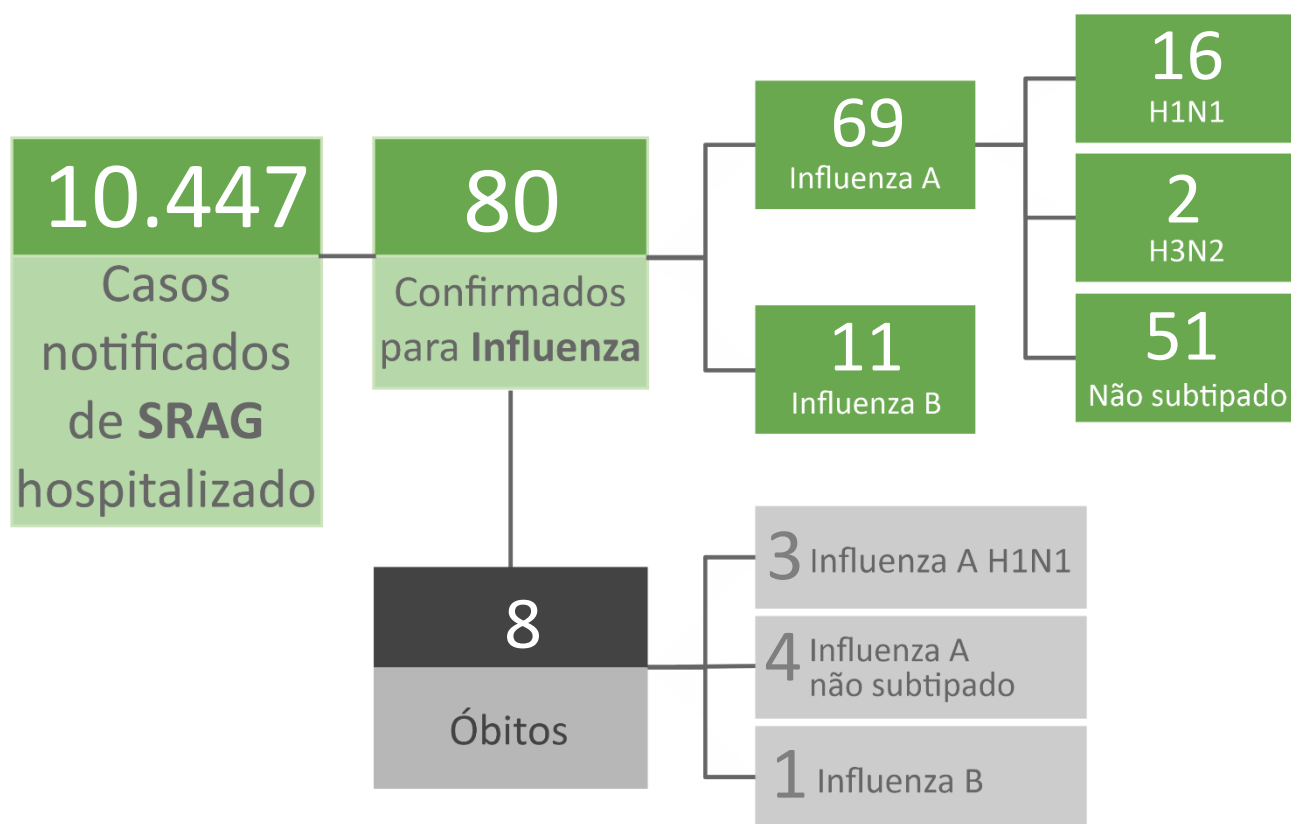 10.447
Casos
notificados
de SRAG
hospitalizado
80
Confirmados
para Influenza
69
Influenza A
11
Influenza B
16
H1N1
2
H3N2
51
Não subtipado
8
Óbitos
3 Influenza A H1N1
4 Influenza A
não subtipado
1 Influenza B